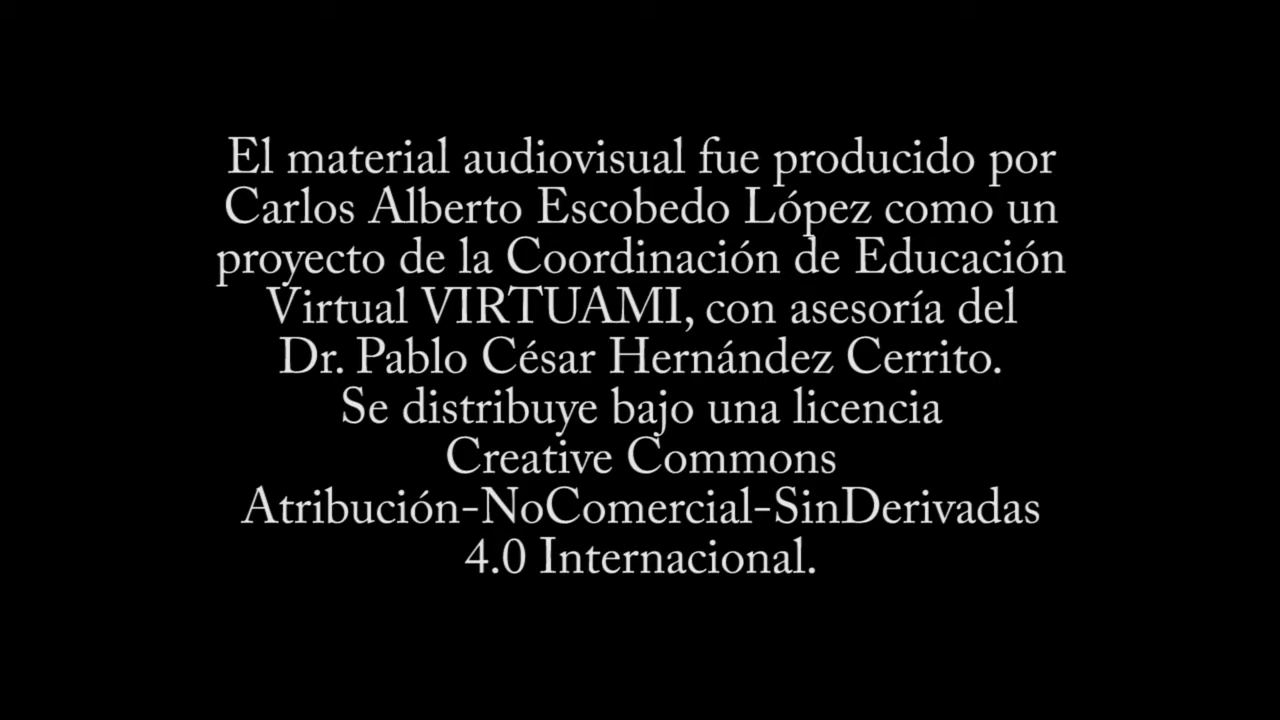 El material audiovisual fue producido por
Carlos Alberto Escobedo López como un
proyecto de la Coordinación de Educación
Virtual VIRTUAMI, con asesoría del
Dr. Pablo César Hernández Cerrito.
Se distribuye bajo una licencia
Creative Commons
Atribución-NoComercial-SinDerivadas
4.0 Internacional.